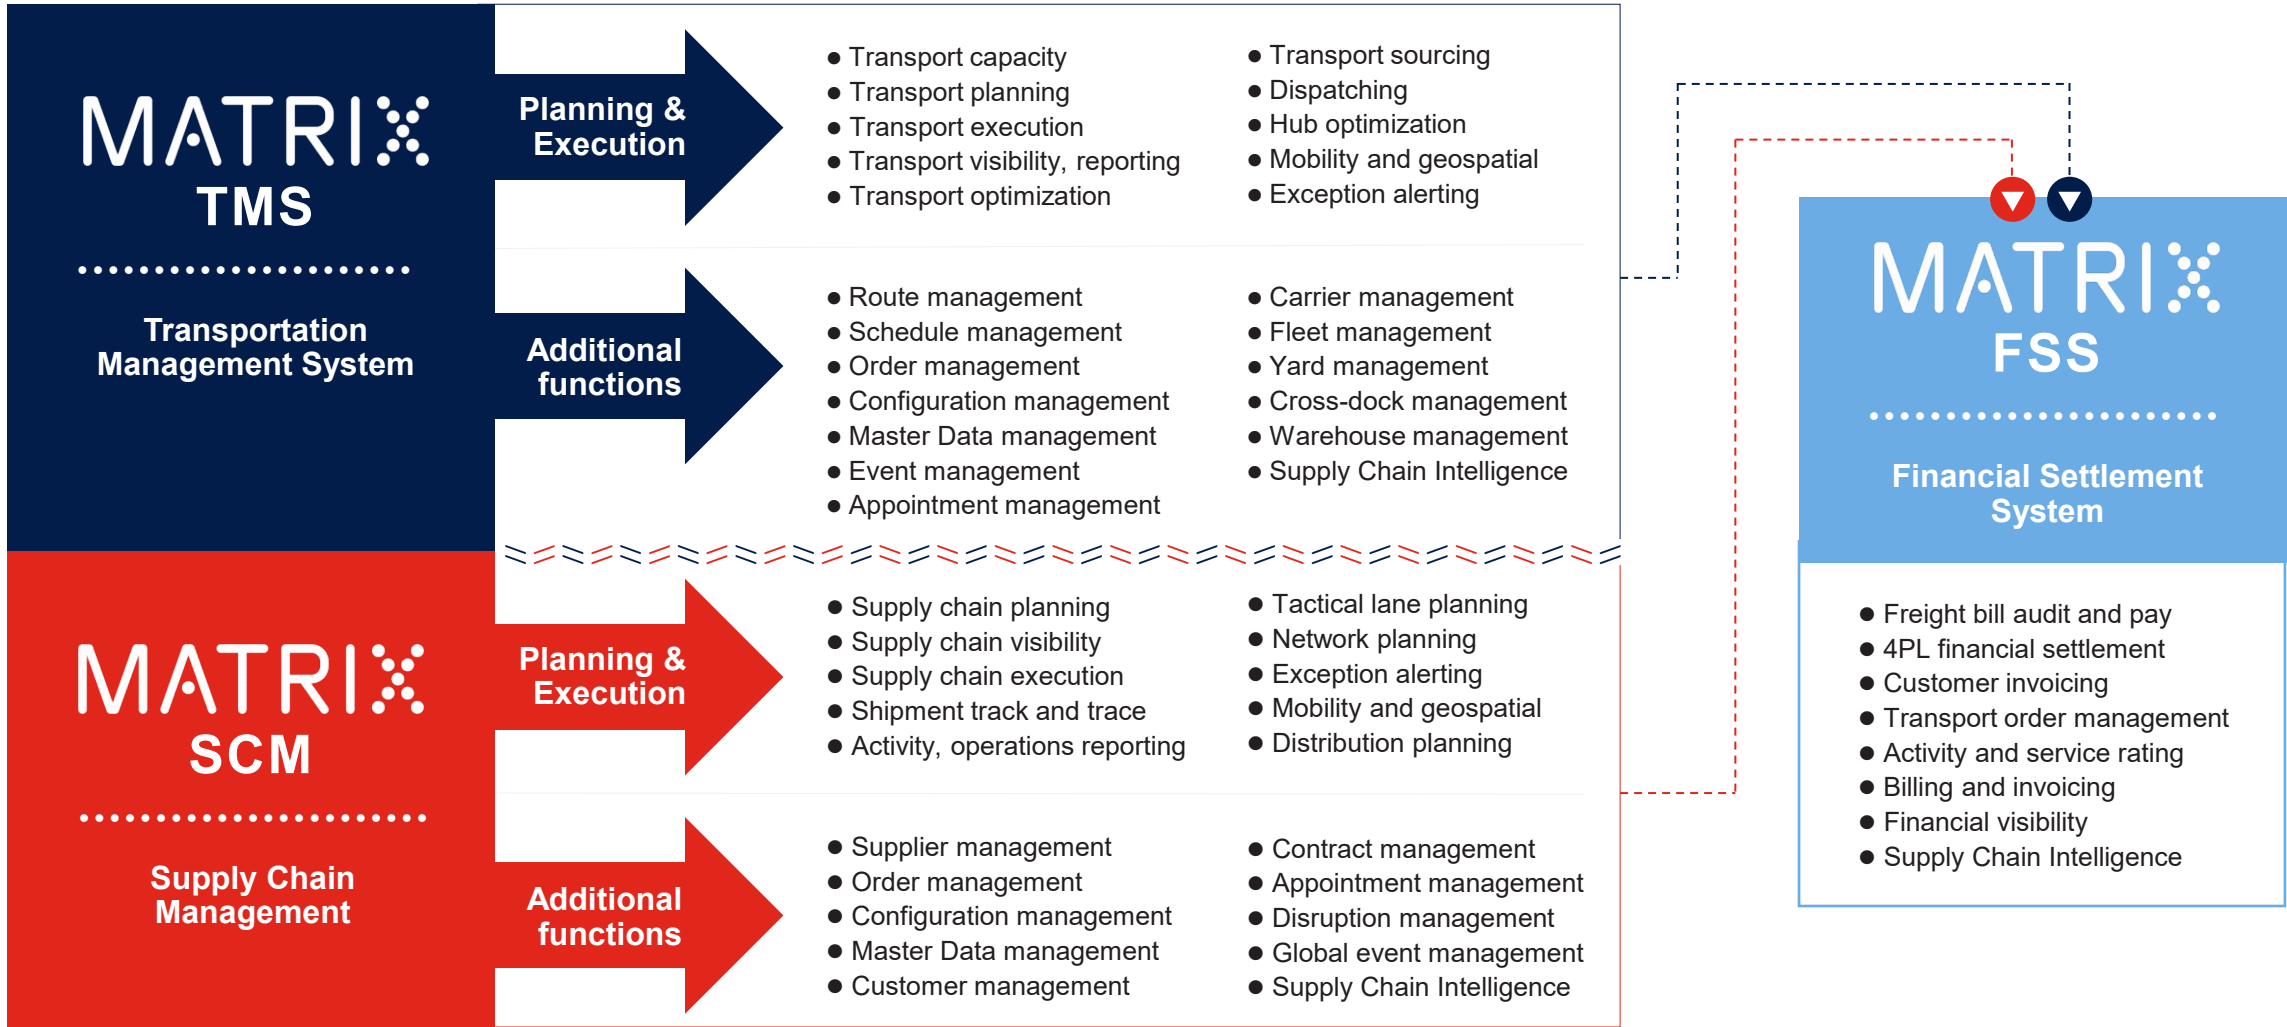 MATRIX
TMS
Transportation
Management System
Planning &
Execution
● Transport capacity
● Transport planning
● Transport execution
● Transport visibility, reporting
● Transport optimization
● Transport sourcing
● Dispatching
● Hub optimization
● Mobility and geospatial
● Exception alerting
Additional
functions
● Route management
● Schedule management
● Order management
● Configuration management
● Master Data management
● Event management
● Appointment management
● Carrier management
● Fleet management
● Yard management
● Cross-dock management
● Warehouse management
● Supply Chain Intelligence
MATRIX
SCM
Supply Chain
Management
Planning &
Execution
● Supply chain planning
● Supply chain visibility
● Supply chain execution
● Shipment track and trace
● Activity, operations reporting
● Tactical lane planning
● Network planning
● Exception alerting
● Mobility and geospatial
● Distribution planning
Additional
functions
● Supplier management
● Order management
● Configuration management
● Master Data management
● Customer management
● Contract management
● Appointment management
● Disruption management
● Global event management
● Supply Chain Intelligence
MATRIX
FSS
Financial Settlement
System
● Freight bill audit and pay
● 4PL financial settlement
● Customer invoicing
● Transport order management
● Activity and service rating
● Billing and invoicing
● Financial visibility
● Supply Chain Intelligence